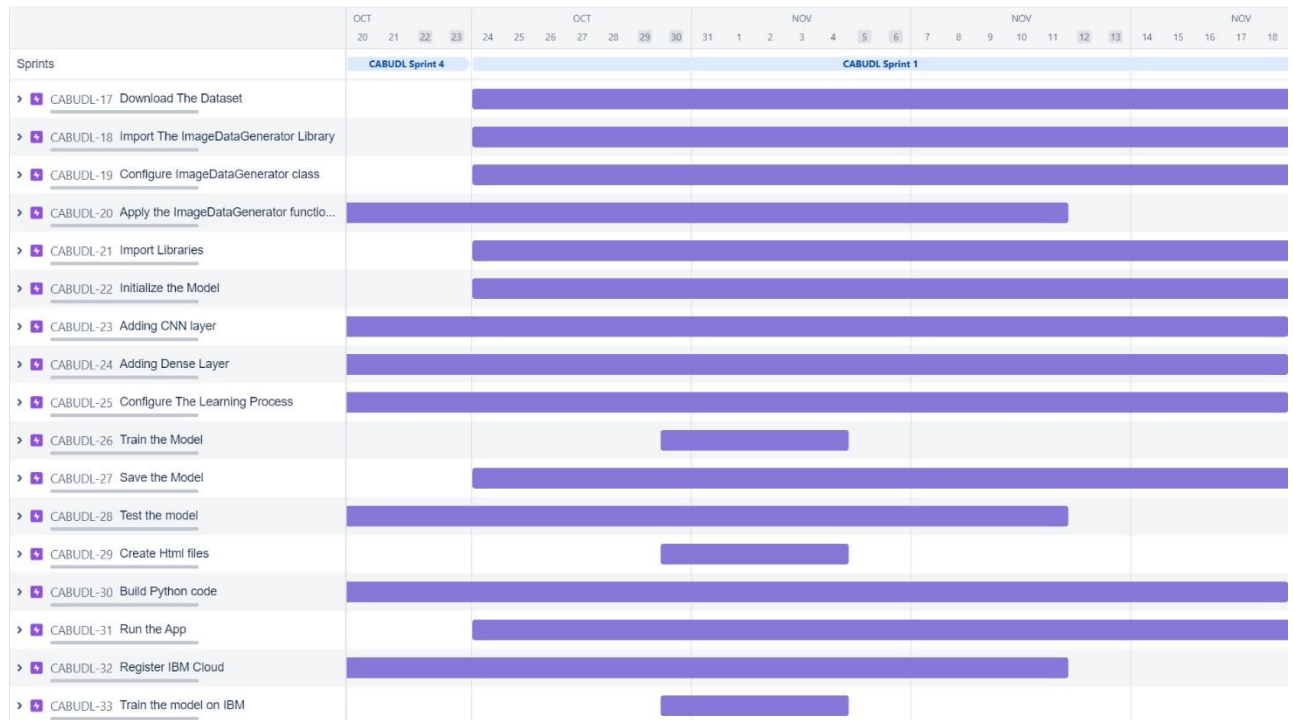 OCT OCT NOV NOV NOV
20 21 22 23 24 25 26 27 28 29 30 31 1 2 3 4 5 6 7 8 9 10 11 12 13 14 15 16 17 18
Sprints CABUDL Sprint 4 CABUDL Sprint 1
CABUDL-17 Download The Dataset
CABUDL-18 Import The ImageDataGenerator Library
CABUDL-19 Configure ImageDataGenerator class
CABUDL-20 Apply the ImageDataGenerator functio...
CABUDL-21 Import Libraries
CABUDL-22 Initialize the Model
CABUDL-23 Adding CNN layer
CABUDL-24 Adding Dense Layer
CABUDL-25 Configure The Learning Process
CABUDL-26 Train the Model
CABUDL-27 Save the Model
CABUDL-28 Test the model
CABUDL-29 Create Html files
CABUDL-30 Build Python code
CABUDL-31 Run the App
CABUDL-32 Register IBM Cloud
CABUDL-33 Train the model on IBM